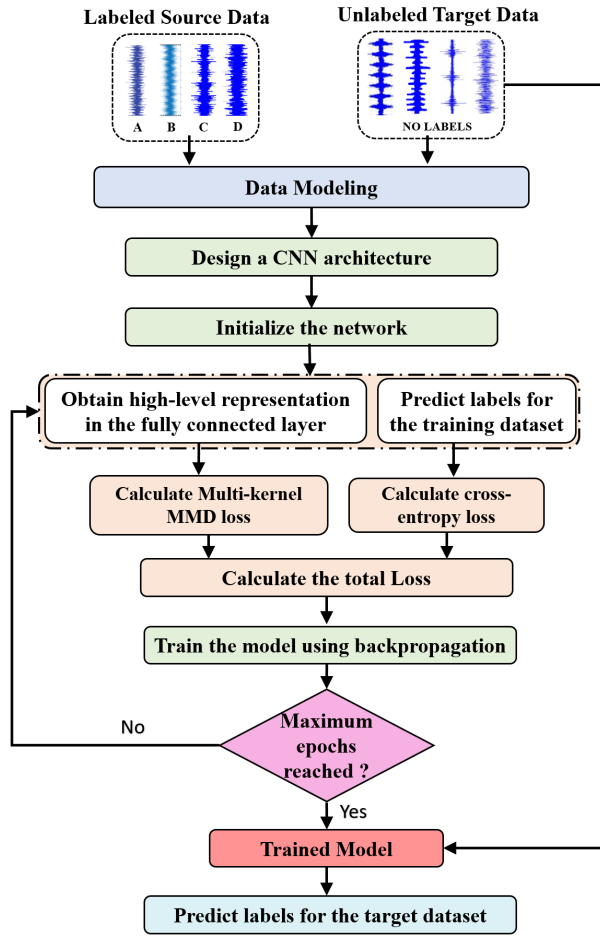 Labeled Source Data
Unlabeled Target Data
A B C D
NO LABELS
Data Modeling
Design a CNN architecture
Initialize the network
Obtain high-level representation
in the fully connected layer
Predict labels for
the training dataset
Calculate Multi-kernel
MMD loss
Calculate cross-
entropy loss
Calculate the total Loss
Train the model using backpropagation
Maximum
epochs
reached ?
No
Yes
Trained Model
Predict labels for the target dataset